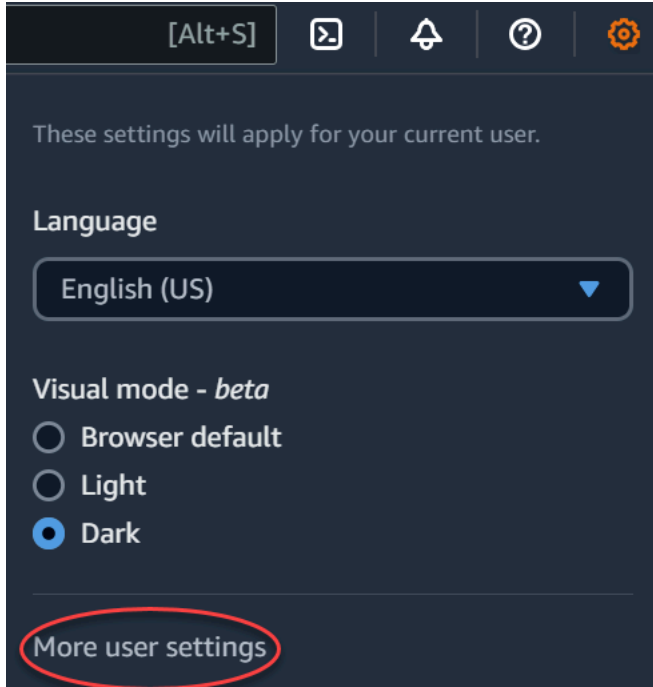 [Alt+S]
These settings will apply for your current user.
Language
English (US)
Visual mode - beta
Browser default
Light
Dark
More user settings